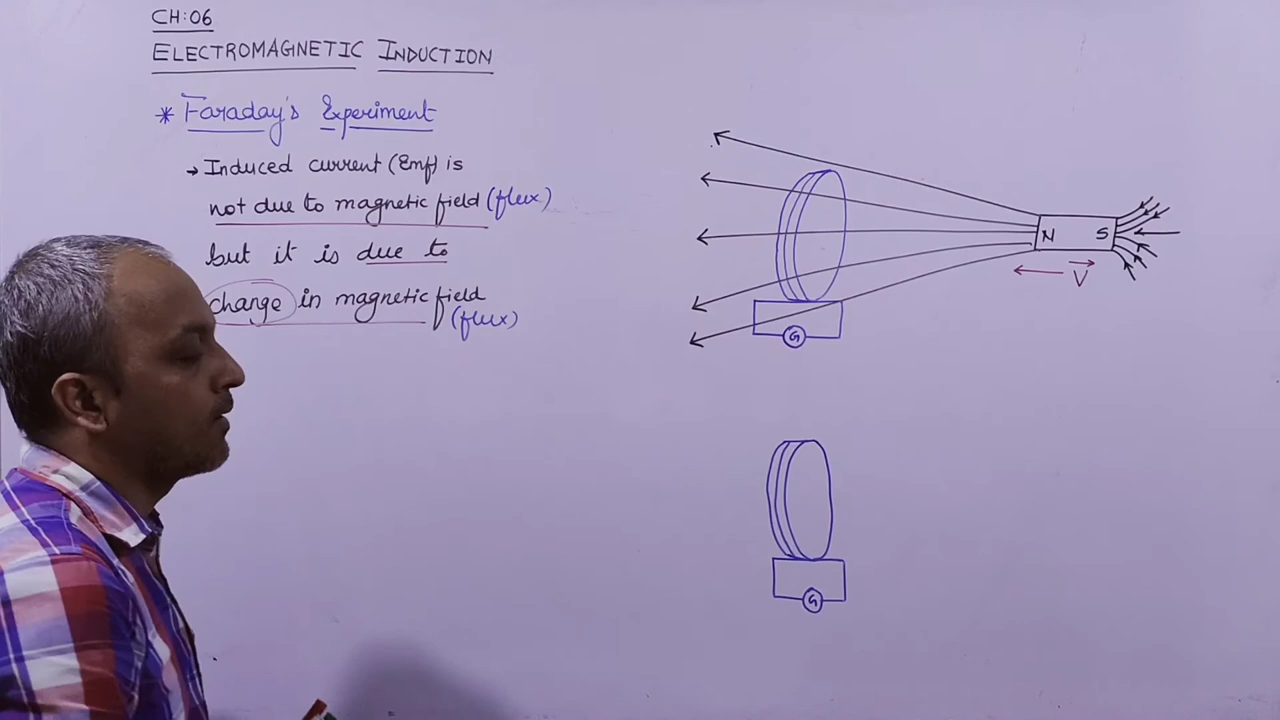 CH:06
ELECTROMAGNETIC INDUCTION
* Faraday's Experiment
→ Induced current (Emf) is
not due to magnetic field (flux)
but it is due to
change in magnetic field
(flux)
N S
V
G
G